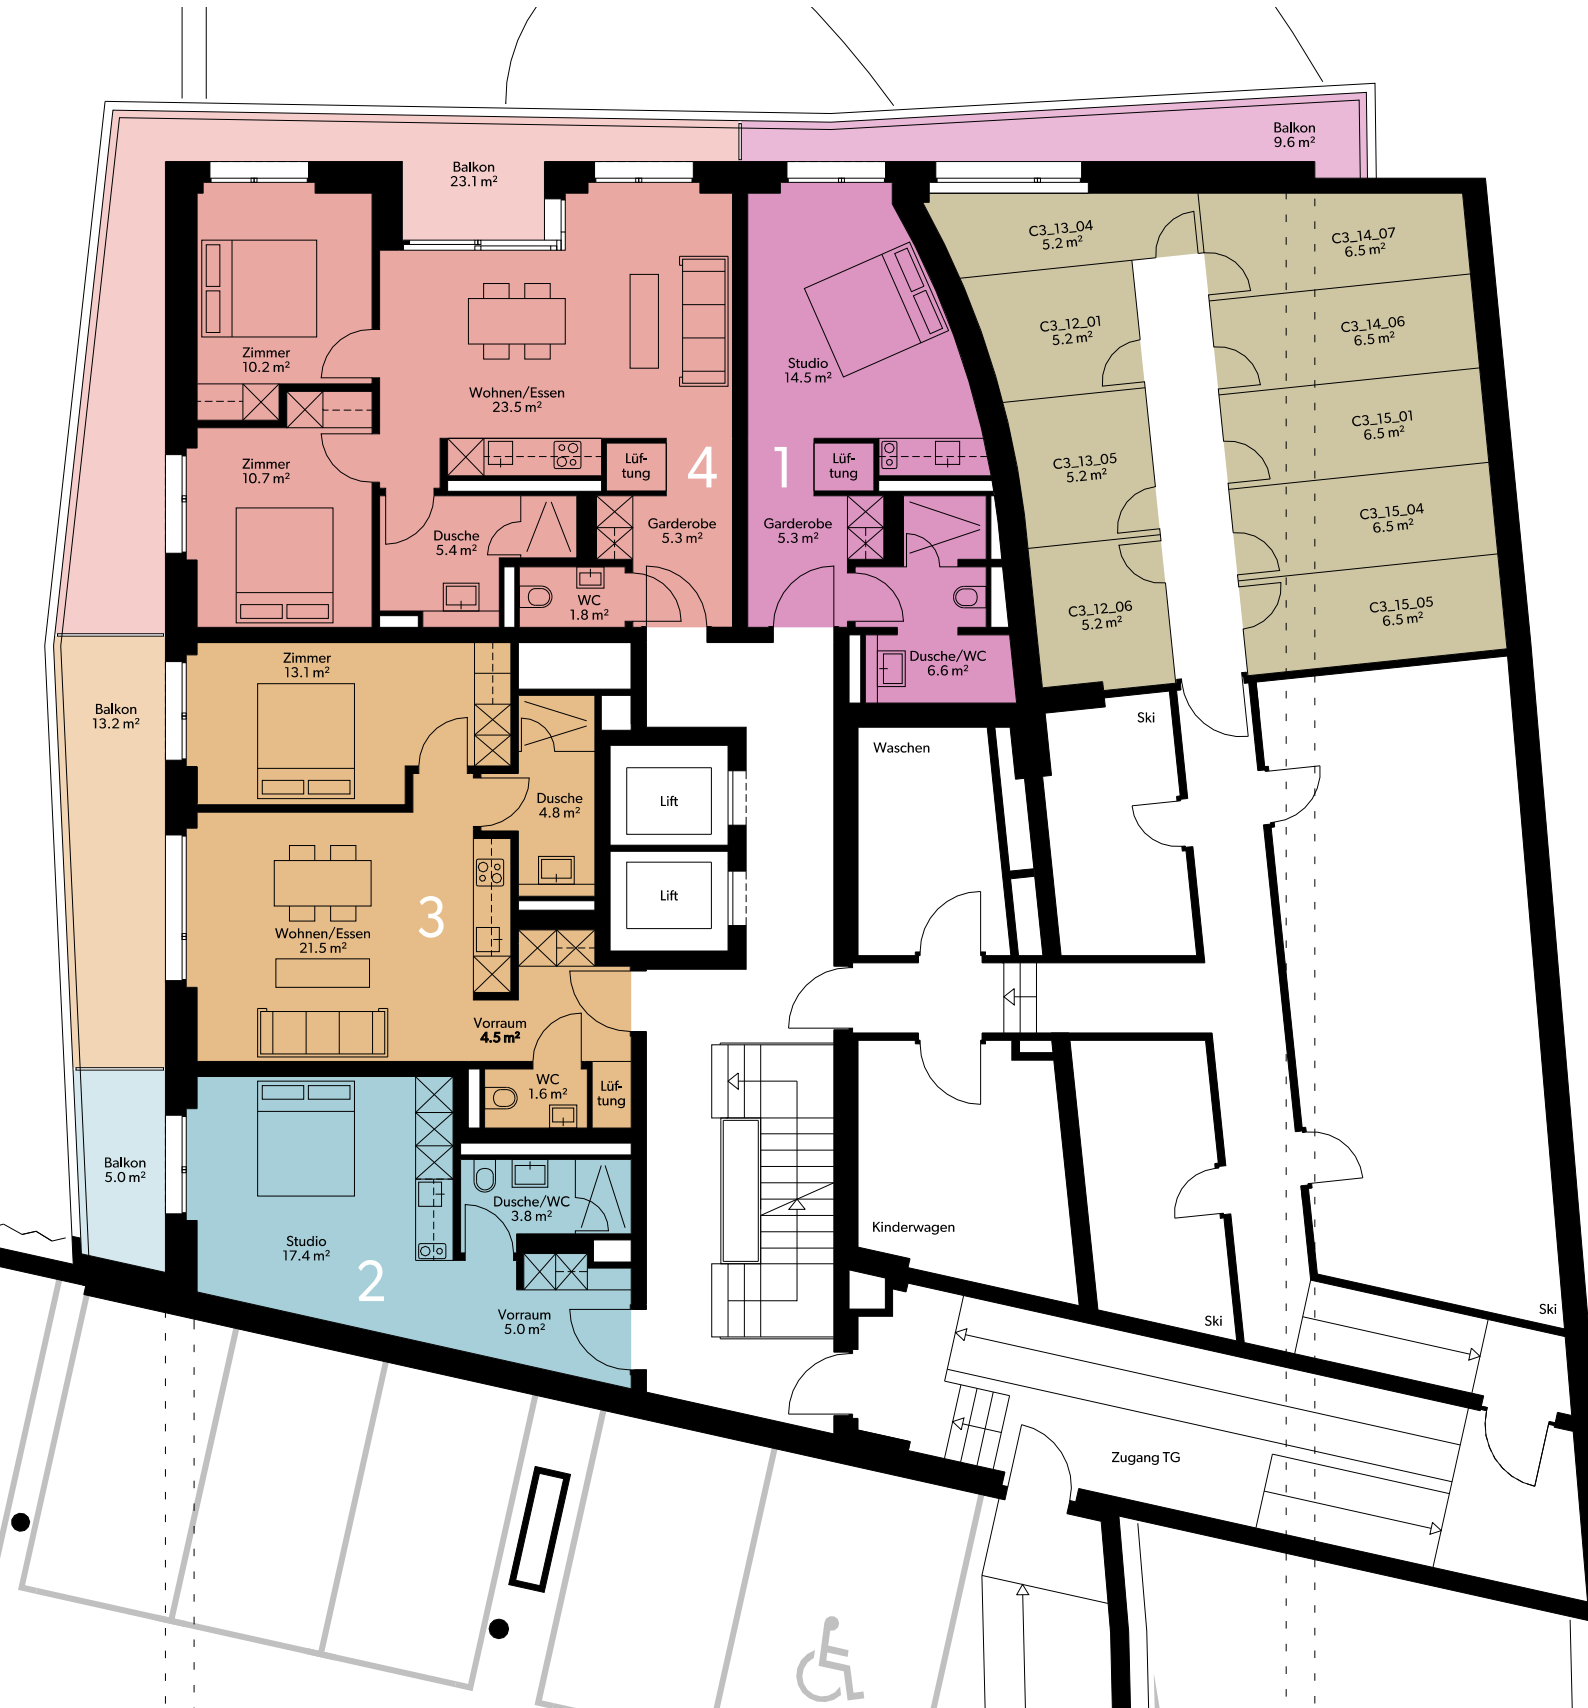 Balkon
9.6 m²
Balkon
23.1 m²
C3_13_04
5.2 m²
C3_14_07
6.5 m²
C3_12_01
5.2 m²
C3_14_06
6.5 m²
Zimmer
10.2 m²
Studio
14.5 m²
Wohnen/Essen
23.5 m²
C3_15_01
6.5 m²
Zimmer
10.7 m²
Lüf-
tung
4
1
Lüf-
tung
C3_13_05
5.2 m²
Dusche
5.4 m²
Garderobe
5.3 m²
Garderobe
5.3 m²
C3_15_04
6.5 m²
WC
1.8 m²
C3_12_06
5.2 m²
C3_15_05
6.5 m²
Zimmer
13.1 m²
Dusche/WC
6.6 m²
Balkon
13.2 m²
Ski
Waschen
Dusche
4.8 m²
Lift
Lift
3
Wohnen/Essen
21.5 m²
Vorraum
4.5 m²
WC
1.6 m²
Lüf-
tung
Balkon
5.0 m²
Dusche/WC
3.8 m²
Studio
17.4 m²
2
Kinderwagen
Vorraum
5.0 m²
Ski
Ski
Zugang TG